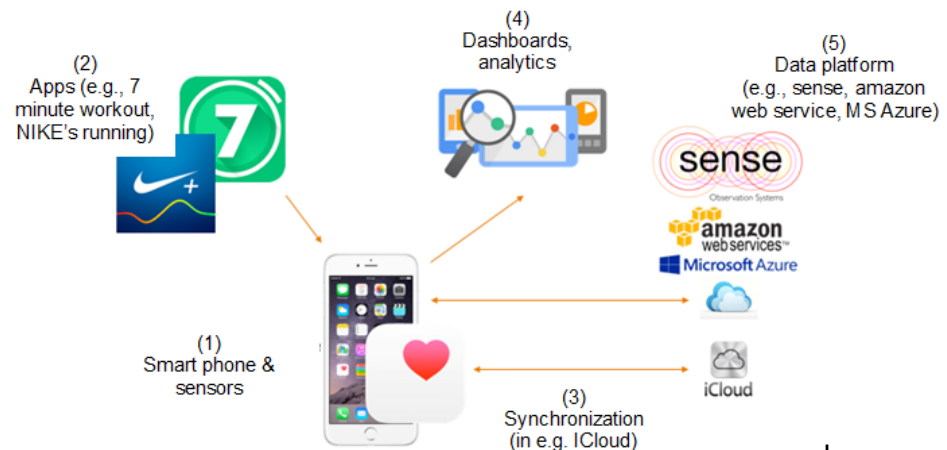 (2)
Apps (e.g., 7
minute workout,
NIKE's running)
7
(4)
Dashboards,
analytics
(5)
Data platform
(e.g., sense, amazon
web service, MS Azure)
sense
Observation Systems
amazon
webservices™
Microsoft Azure
(1)
Smart phone &
sensors
iCloud
(3)
Synchronization
(in e.g. ICloud)